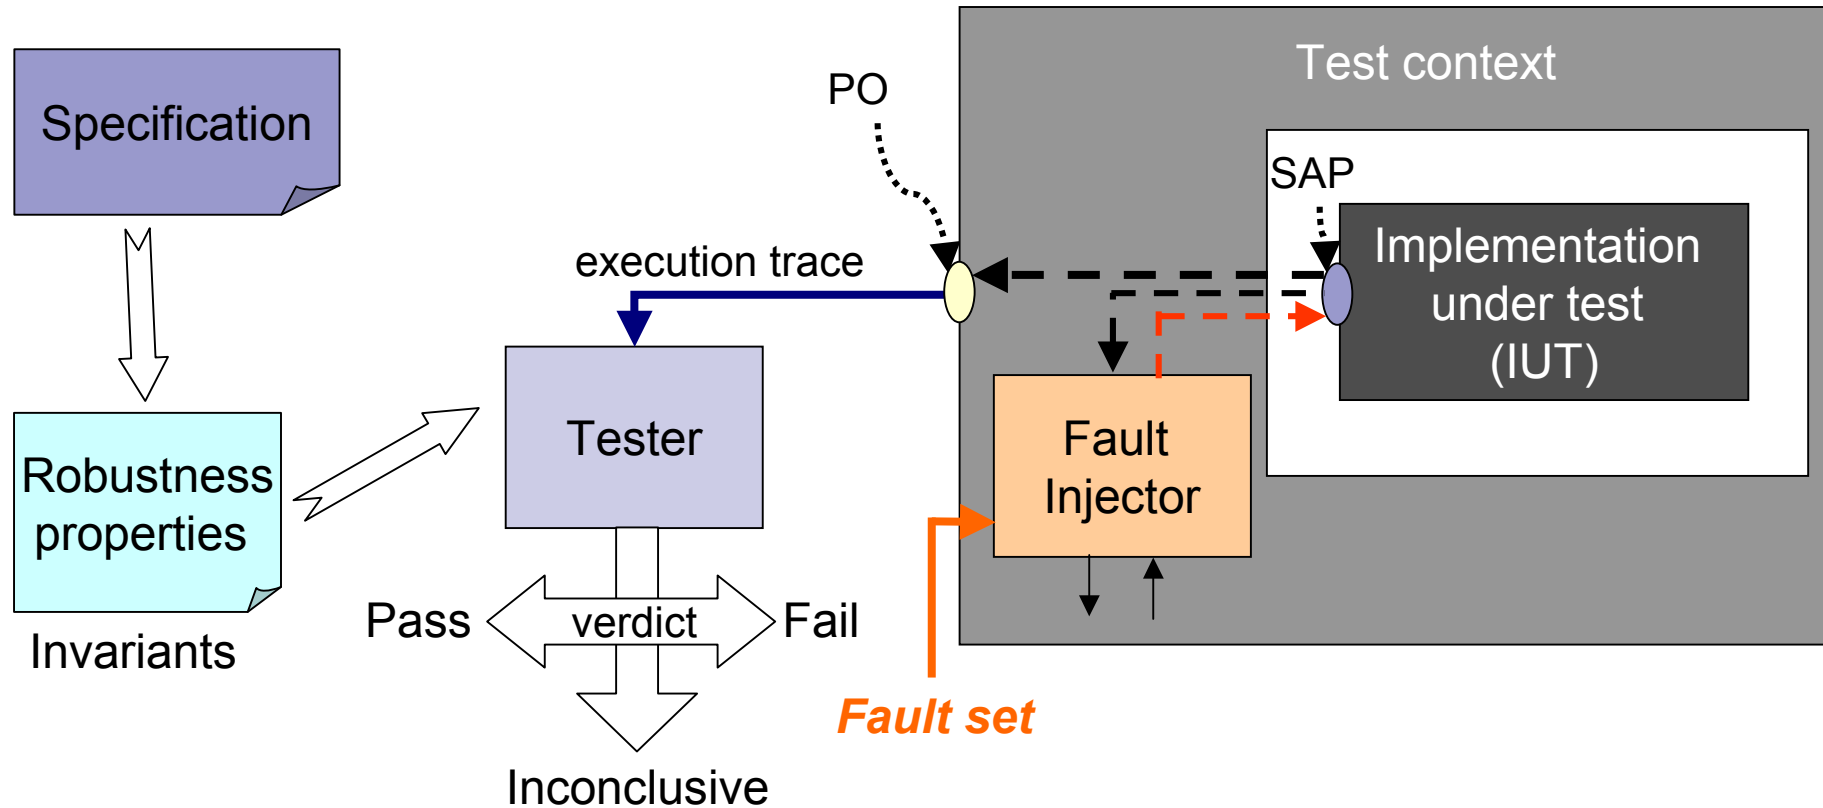 Test context
PO
Specification
SAP
Implementation
under test
(IUT)
execution trace
Tester
Fault
Injector
Robustness
properties
Invariants
Pass
verdict
Fail
Fault set
Inconclusive